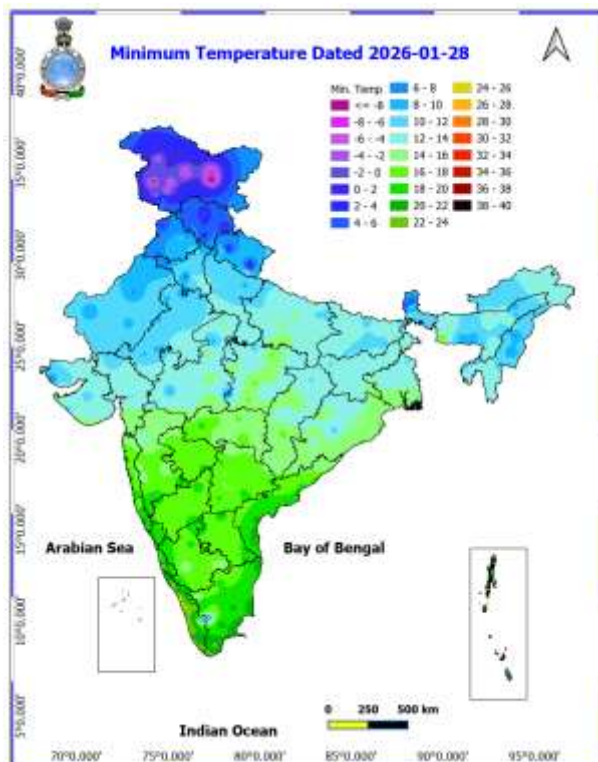 Minimum Temperature Dated 2026-01-28
Min. Temp
<= -8
-8 - -6
-6 - -4
-4 - -2
-2 - 0
0 - 2
2 - 4
4 - 6
6 - 8
8 - 10
10 - 12
12 - 14
14 - 16
16 - 18
18 - 20
20 - 22
22 - 24
24 - 26
26 - 28
28 - 30
30 - 32
32 - 34
34 - 36
36 - 38
38 - 40
40°0.000'
35°0.000'
30°0.000'
25°0.000'
20°0.000'
15°0.000'
10°0.000'
5°0.000'
Arabian Sea
Bay of Bengal
0 250 500 km
Indian Ocean
70°0.000' 75°0.000' 80°0.000' 85°0.000' 90°0.000' 95°0.000'